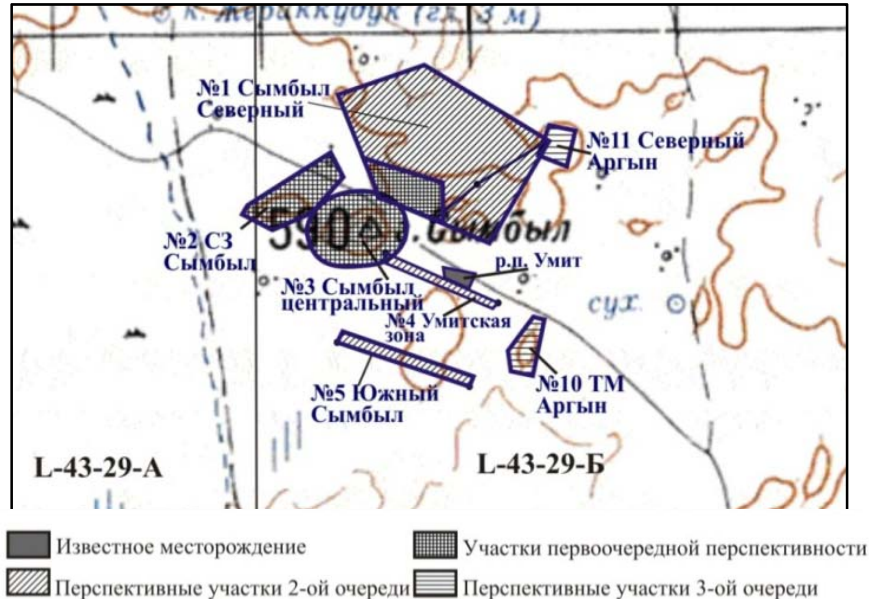 к. Жериккудук (гл. 3 м)
№1 Сымбыл
Северный
№11 Северный
Аргын
№2 СЗ
Сымбыл
590
г. Сымбыл
р.п. Умит
№3 Сымбыл
центральный
№4 Умитская
зона
сух.
№5 Южный
Сымбыл
№10 ТМ
Аргын
L-43-29-А
L-43-29-Б
Известное месторождение
Участки первоочередной перспективности
Перспективные участки 2-ой очереди
Перспективные участки 3-ой очереди